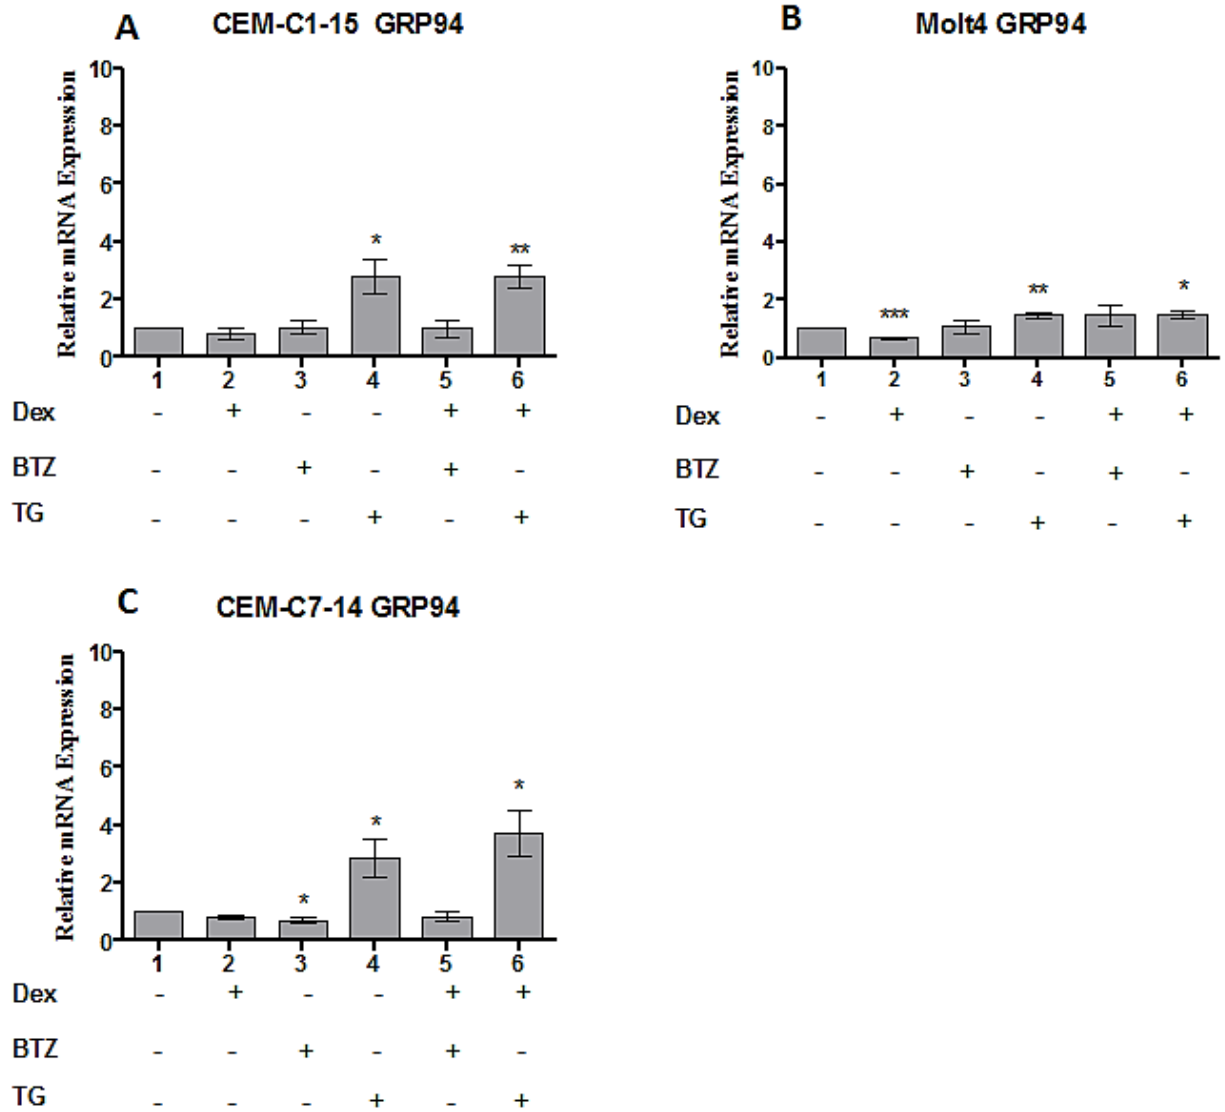 A
CEM-C1-15 GRP94
Relative mRNA Expression
10
8
6
4
2
0
*
**
1 2 3 4 5 6
Dex - + - - + +
BTZ - - + - + -
TG - - - + - +
B
Molt4 GRP94
Relative mRNA Expression
10
8
6
4
2
0
***
**
*
1 2 3 4 5 6
Dex - + - - + +
BTZ - - + - + -
TG - - - + - +
C
CEM-C7-14 GRP94
Relative mRNA Expression
10
8
6
4
2
0
*
*
*
1 2 3 4 5 6
Dex - + - - + +
BTZ - - + - + -
TG - - - + - +